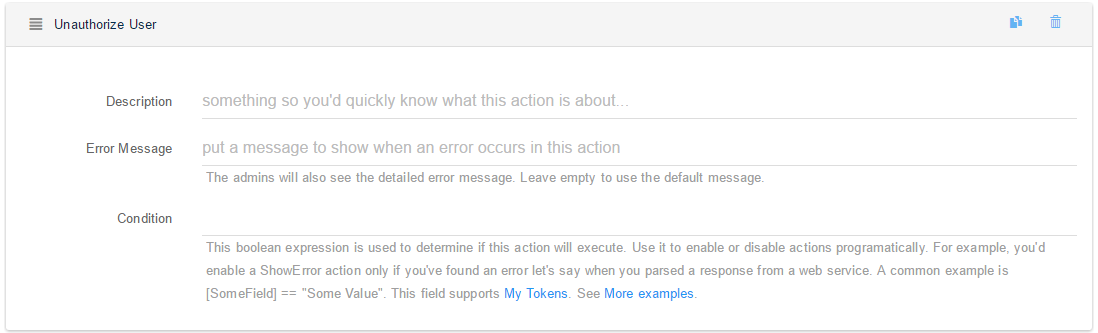 Unauthorize User
Description something so you'd quickly know what this action is about...
Error Message put a message to show when an error occurs in this action
The admins will also see the detailed error message. Leave empty to use the default message.
Condition
This boolean expression is used to determine if this action will execute. Use it to enable or disable actions programatically. For example, you'd
enable a ShowError action only if you've found an error let's say when you parsed a response from a web service. A common example is
[SomeField] == "Some Value". This field supports My Tokens. See More examples.